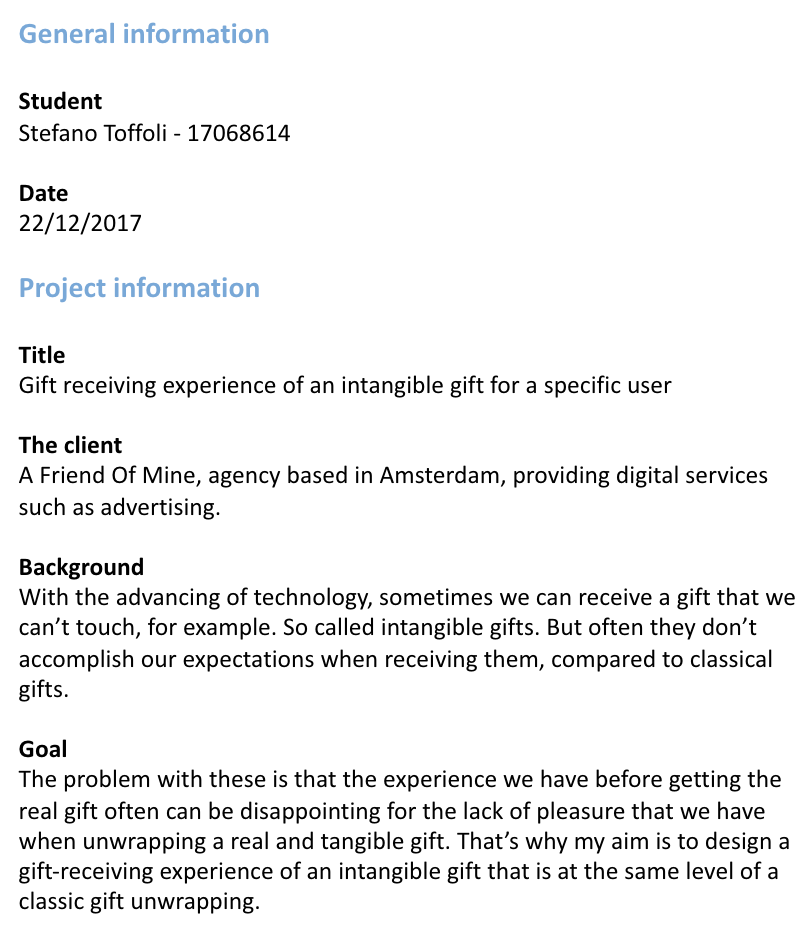 General information
Student
Stefano Toffoli - 17068614
Date
22/12/2017
Project information
Title
Gift receiving experience of an intangible gift for a specific user
The client
A Friend Of Mine, agency based in Amsterdam, providing digital services
such as advertising.
Background
With the advancing of technology, sometimes we can receive a gift that we
can’t touch, for example. So called intangible gifts. But often they don’t
accomplish our expectations when receiving them, compared to classical
gifts.
Goal
The problem with these is that the experience we have before getting the
real gift often can be disappointing for the lack of pleasure that we have
when unwrapping a real and tangible gift. That’s why my aim is to design a
gift-receiving experience of an intangible gift that is at the same level of a
classic gift unwrapping.